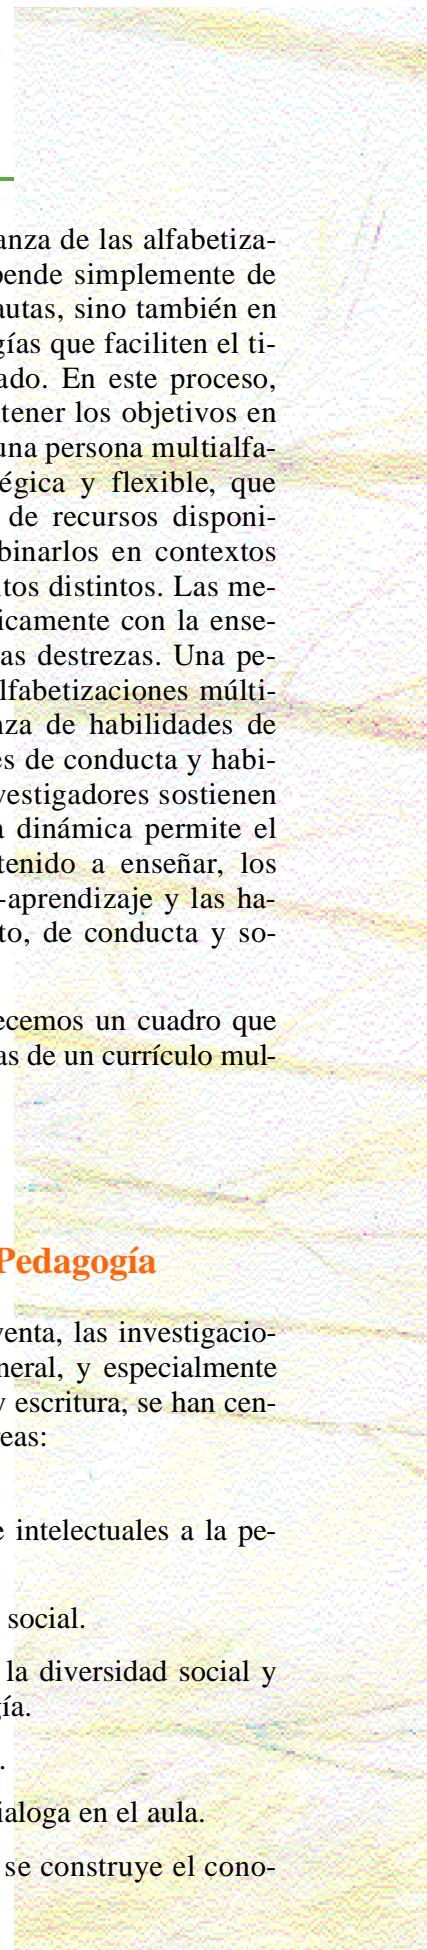 anza de las alfabetiza-
pende simplemente de
autas, sino también en
gías que faciliten el ti-
ado. En este proceso,
ntener los objetivos en
una persona multialfa-
égica y flexible, que
de recursos disponi-
binarlos en contextos
itos distintos. Las me-
icamente con la ense-
as destrezas. Una pe-
lfabetizaciones múlti-
nza de habilidades de
es de conducta y habi-
vestigadores sostienen
a dinámica permite el
tenido a enseñar, los
-aprendizaje y las ha-
to, de conducta y so-
ecemos un cuadro que
as de un currículo mul-
Pedagogía
venta, las investigacio-
neral, y especialmente
y escritura, se han cen-
reas:
e intelectuales a la pe-
social.
la diversidad social y
gía.
.
ialoga en el aula.
se construye el cono-